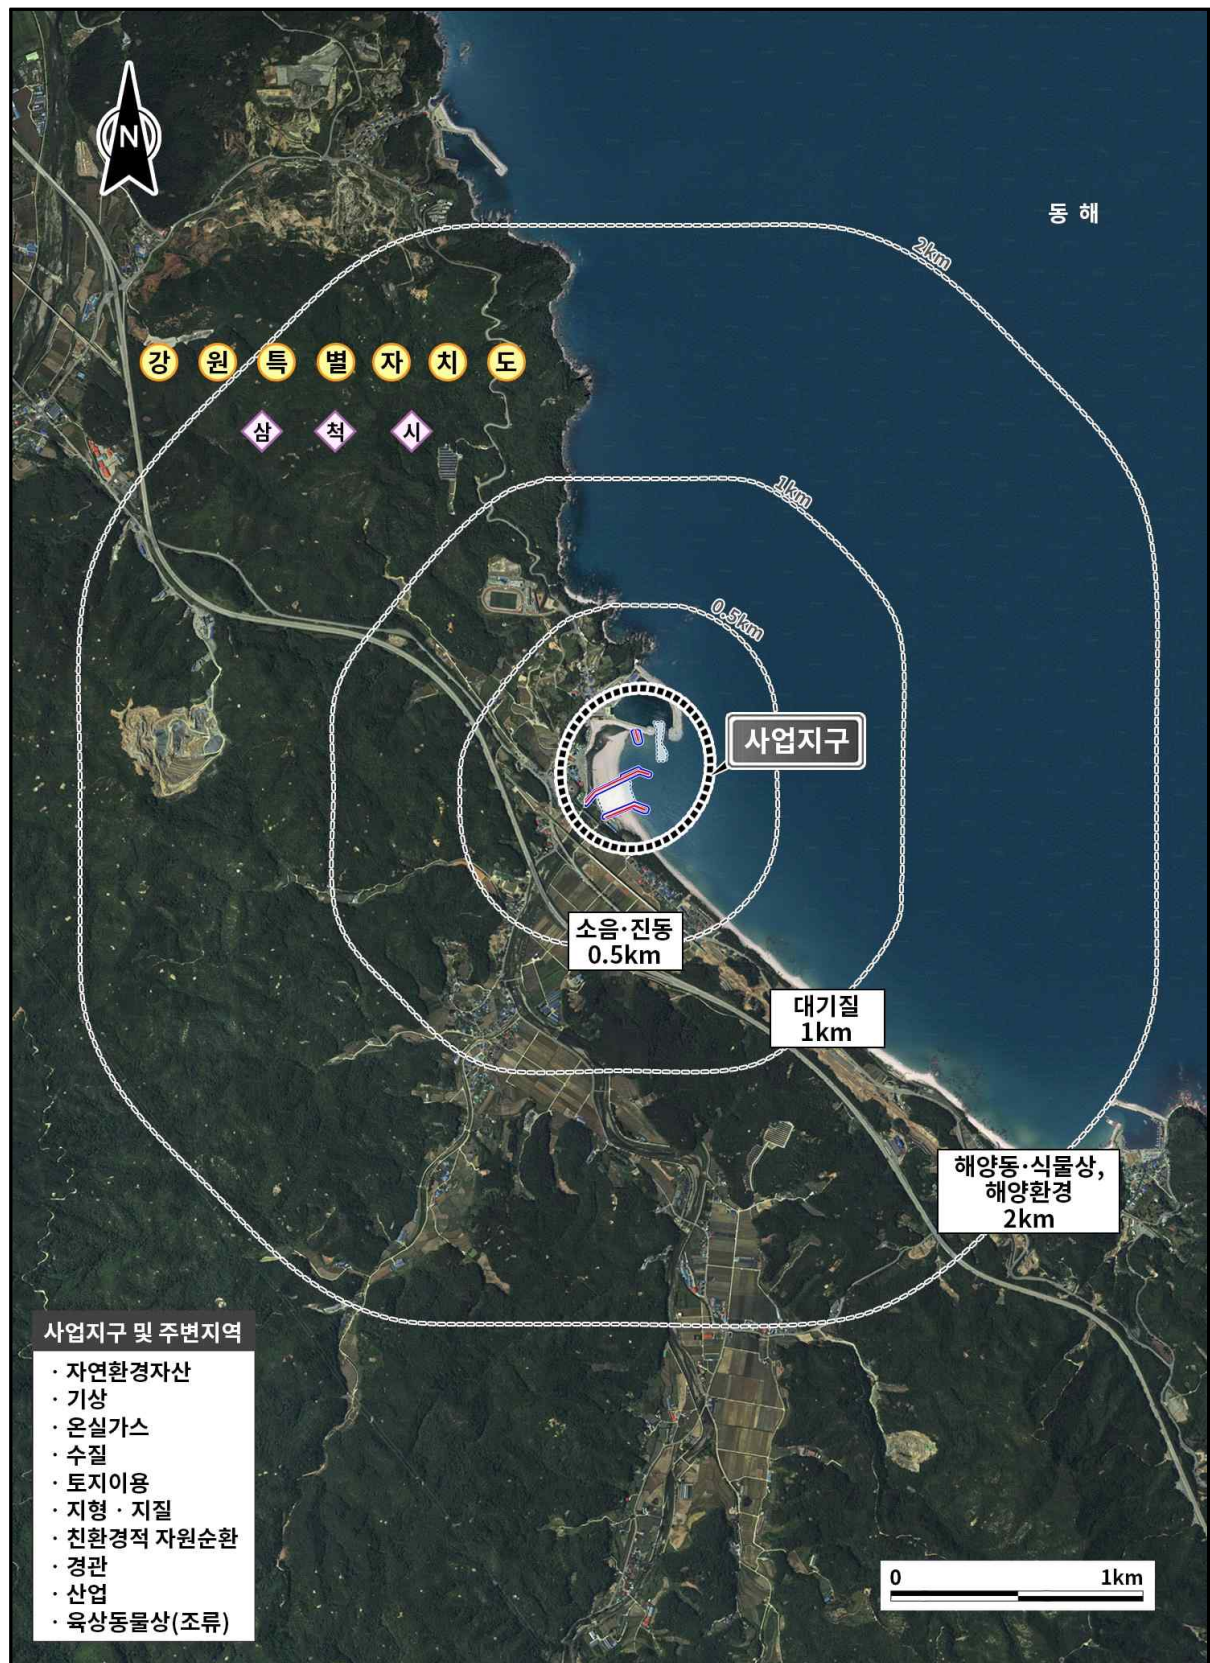 N
동 해
2km
강 원 특 별 자 치 도
삼 척 시
1km
0.5km
사업지구
소음·진동
0.5km
대기질
1km
해양동·식물상,
해양환경
2km
사업지구 및 주변지역
· 자연환경자산
· 기상
· 온실가스
· 수질
· 토지이용
· 지형 · 지질
· 친환경적 자원순환
· 경관
· 산업
· 육상동물상(조류)
0 1km